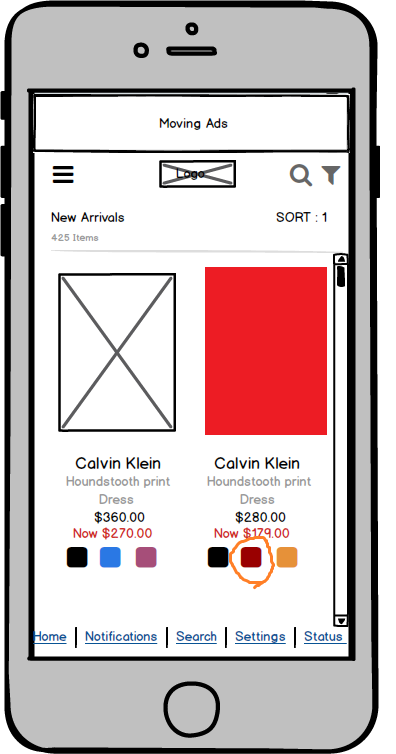 Moving Ads
Logo
New Arrivals
SORT : 1
425 Items
Calvin Klein
Houndstooth print
Dress
$360.00
Now $270.00
Calvin Klein
Houndstooth print
Dress
$280.00
Now $179.00
Home | Notifications | Search | Settings | Status